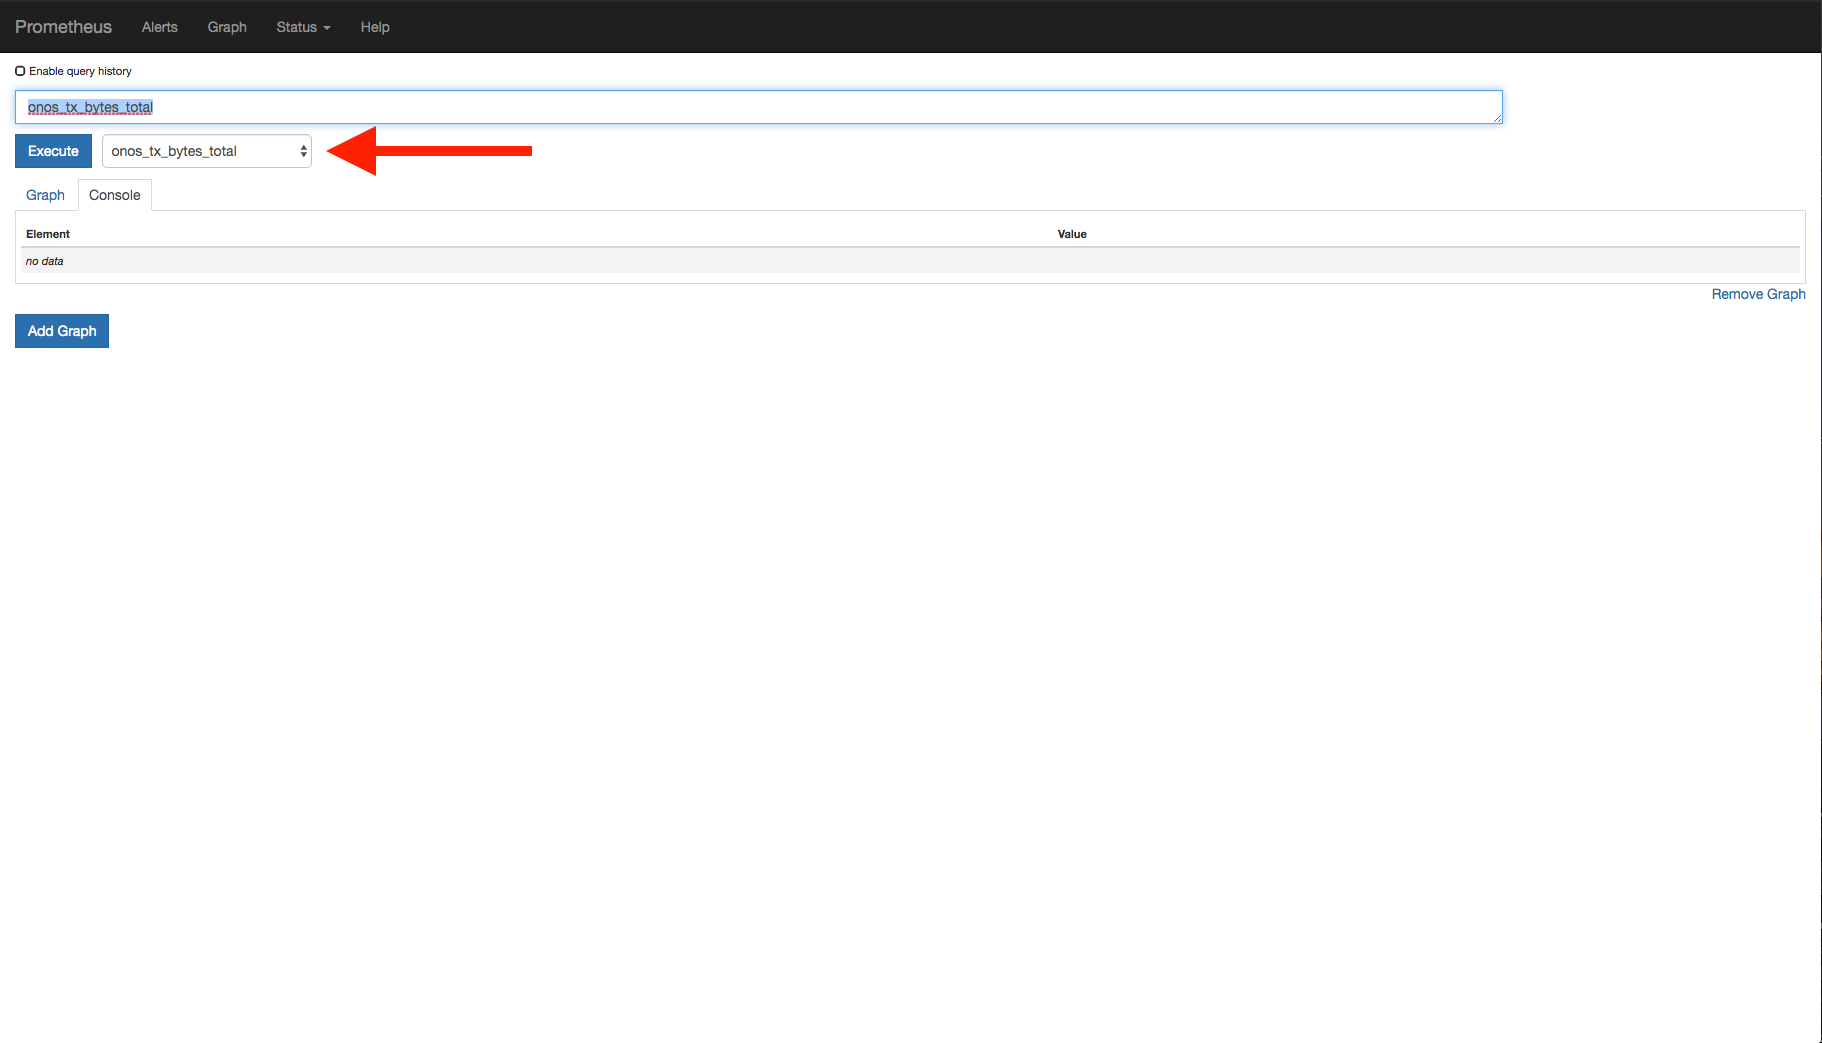 Prometheus Alerts Graph Status Help
Enable query history
onos_tx_bytes_total
Execute onos_tx_bytes_total
Graph Console
Element Value
no data
Remove Graph
Add Graph